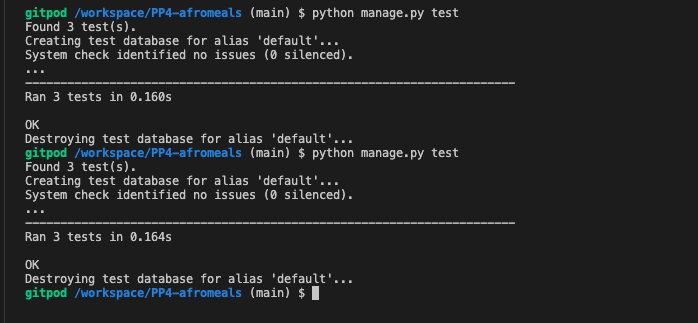 gitpod /workspace/PP4-afromeals (main) $ python manage.py test
Found 3 test(s).
Creating test database for alias 'default'...
System check identified no issues (0 silenced).
...
----------------------------------------------------------------------
Ran 3 tests in 0.160s
OK
Destroying test database for alias 'default'...
gitpod /workspace/PP4-afromeals (main) $ python manage.py test
Found 3 test(s).
Creating test database for alias 'default'...
System check identified no issues (0 silenced).
...
----------------------------------------------------------------------
Ran 3 tests in 0.164s
OK
Destroying test database for alias 'default'...
gitpod /workspace/PP4-afromeals (main) $